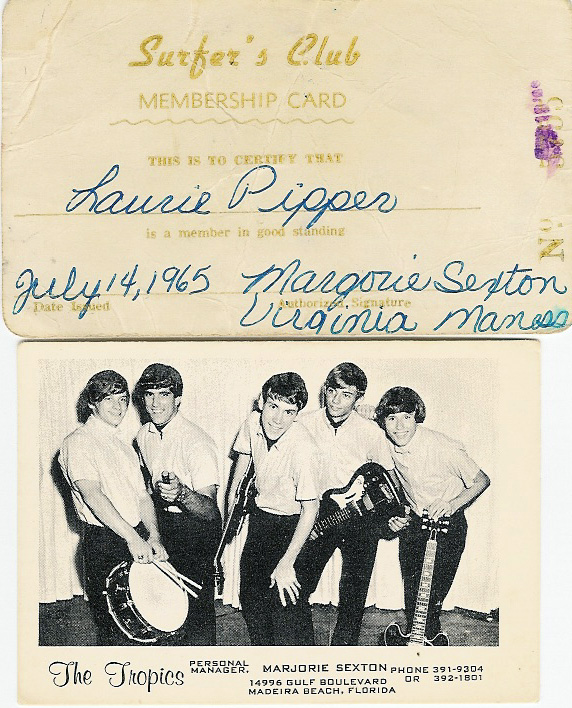 Surfer's Club
MEMBERSHIP CARD
THIS IS TO CERTIFY THAT
Laurie Pipper
is a member in good standing
July 14, 1965 Margorie Sexton
Date Issued Authorized Signature
Virginia
Nº
The Tropics PERSONAL MANAGER, MARJORIE SEXTON PHONE 391-9304
14996 GULF BOULEVARD OR 392-1801
MADEIRA BEACH, FLORIDA